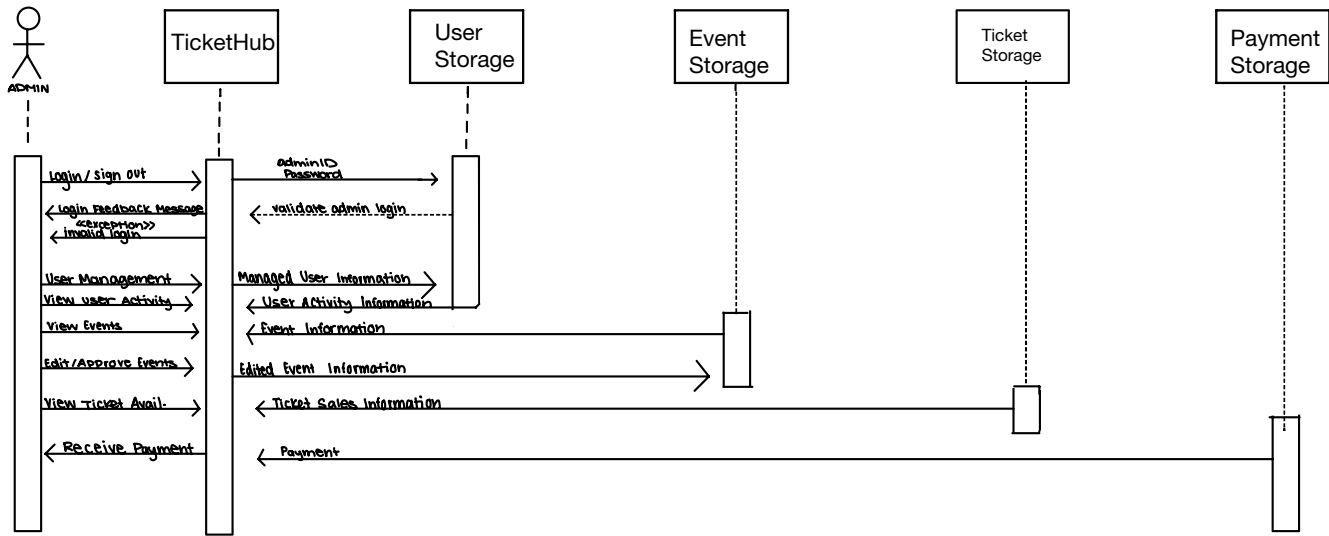 ADMIN
TicketHub
User
Storage
Event
Storage
Ticket
Storage
Payment
Storage
Login/sign out
adminID
Password
Login Feedback Message
validate admin login
<<exception>>
invalid login
User Management
Managed User Information
View User Activity
User Activity Information
View Events
Event Information
Edit/Approve Events
Edited Event Information
View Ticket Avail.
Ticket Sales Information
Receive Payment
Payment